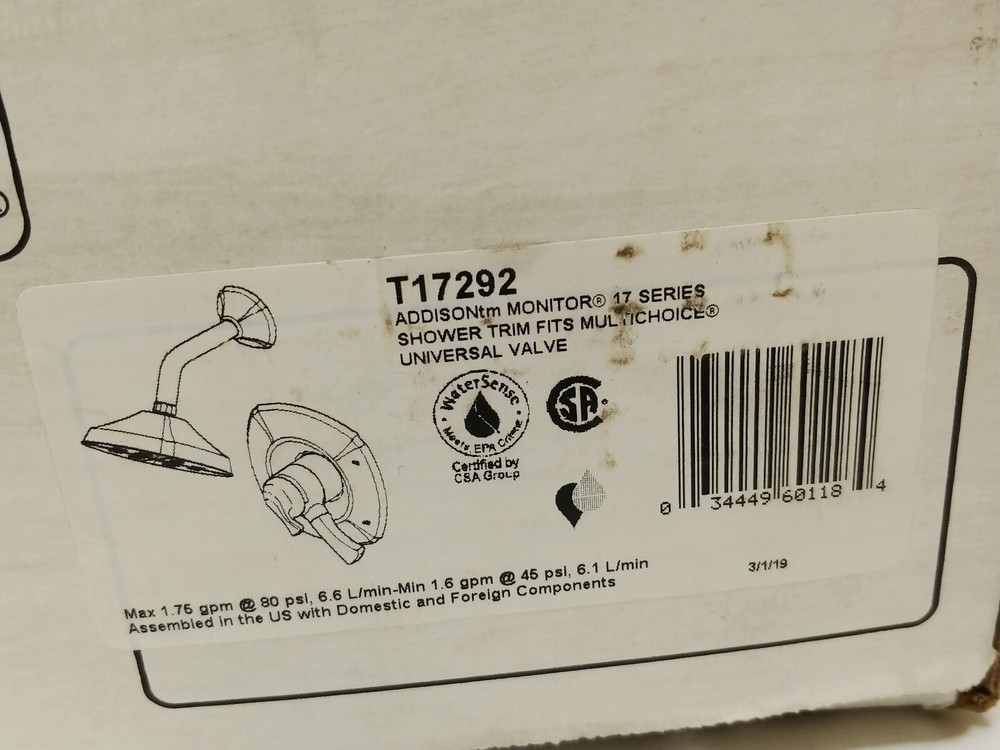 T17292
ADDISONtm MONITOR® 17 SERIES
SHOWER TRIM FITS MULTICHOICE®
UNIVERSAL VALVE
WaterSense
Meets EPA Criteria
Certified by
CSA Group
CSA
0 34449 60118 4
3/1/19
Max 1.75 gpm @ 80 psi, 6.6 L/min-Min 1.6 gpm @ 45 psi, 6.1 L/min
Assembled in the US with Domestic and Foreign Components